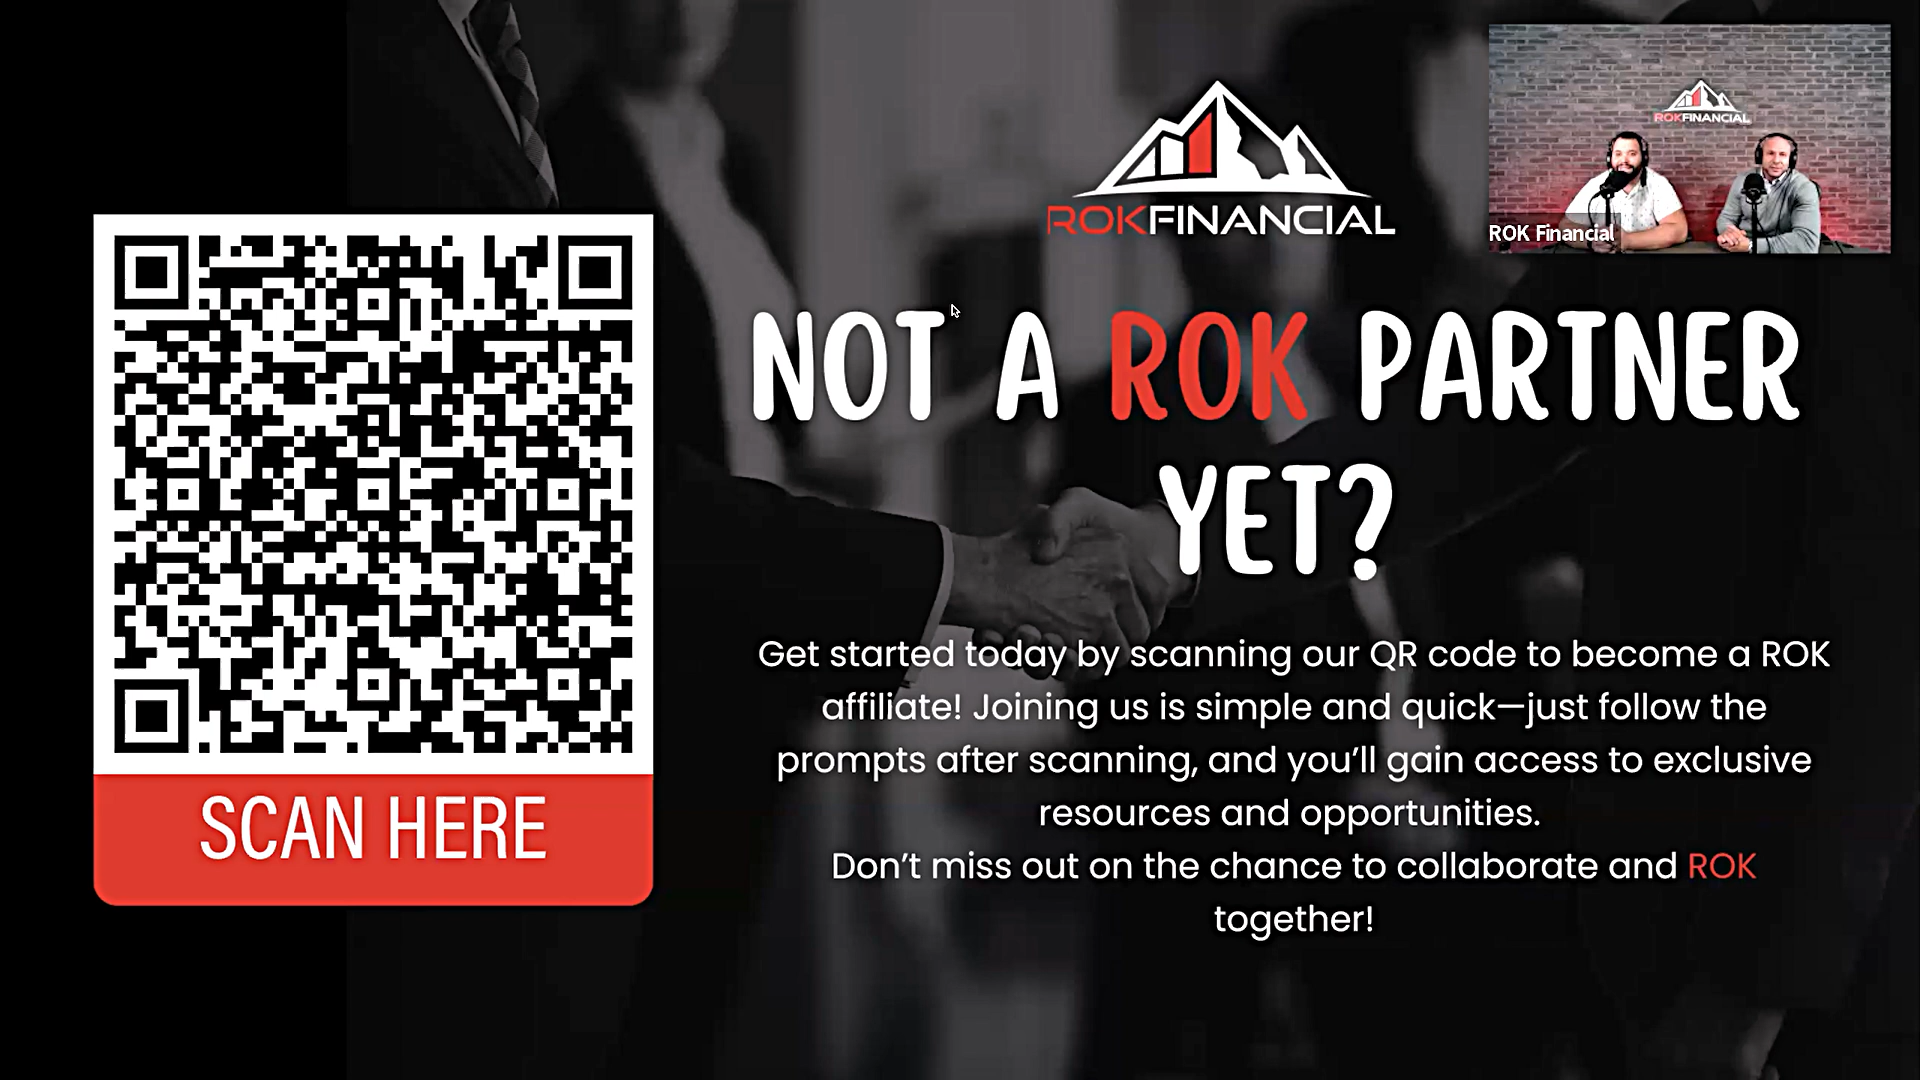 ROKFINANCIAL
ROKFINANCIAL
ROK Financial
NOT A ROK PARTNER
YET?
Get started today by scanning our QR code to become a ROK
affiliate! Joining us is simple and quick—just follow the
prompts after scanning, and you’ll gain access to exclusive
resources and opportunities.
Don’t miss out on the chance to collaborate and ROK
together!
SCAN HERE